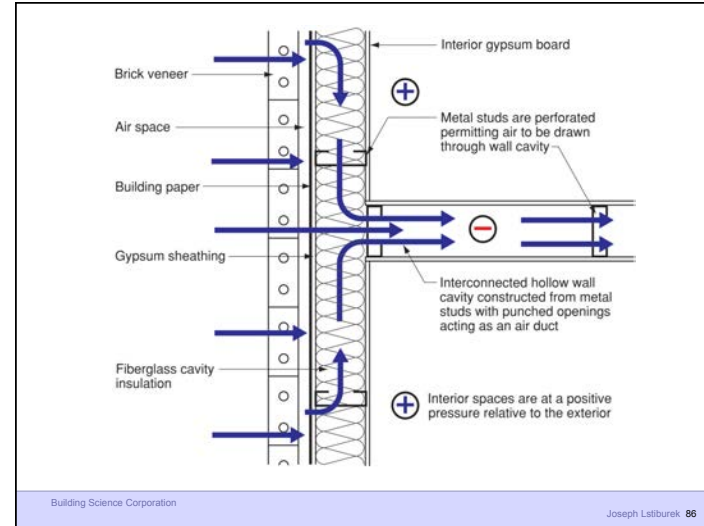 Brick veneer
Air space
Building paper
Gypsum sheathing
Fiberglass cavity
insulation
Interior gypsum board
+
Metal studs are perforated
permitting air to be drawn
through wall cavity
−
Interconnected hollow wall
cavity constructed from metal
studs with punched openings
acting as an air duct
+
Interior spaces are at a positive
pressure relative to the exterior
Building Science Corporation
Joseph Lstiburek 86